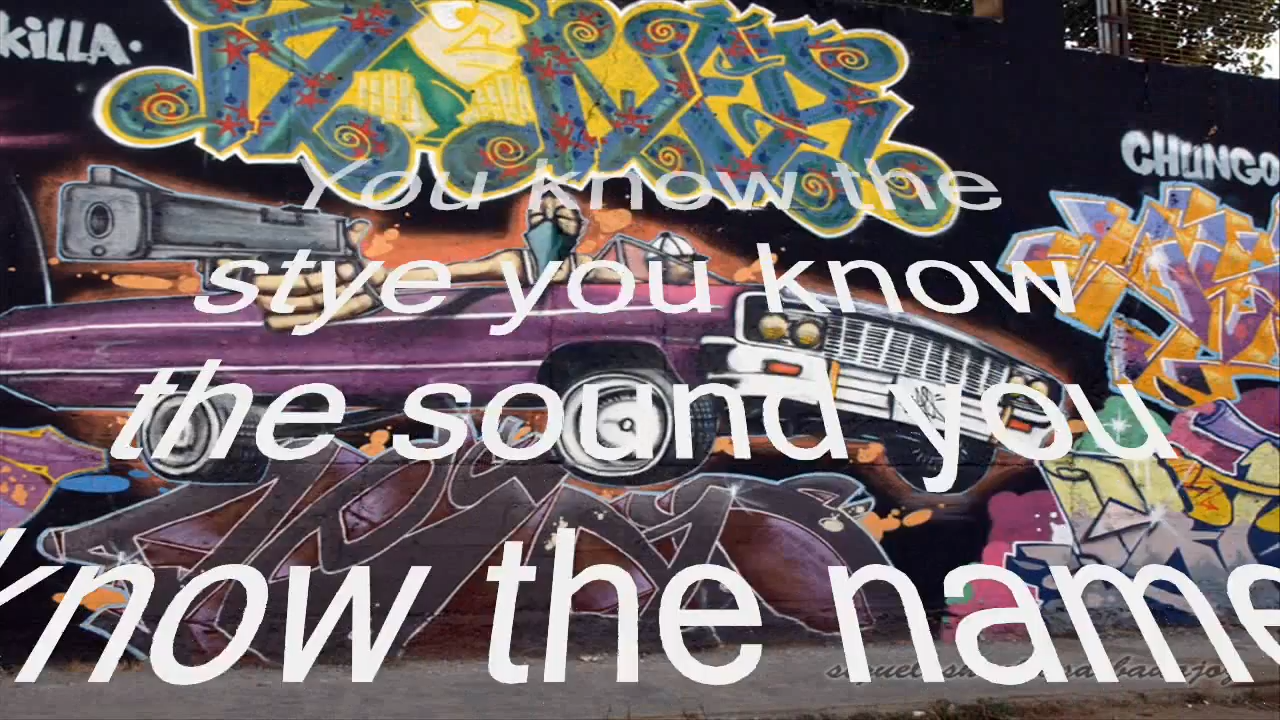 KiLLA.
CHUNGO
You know the
stye you know
the sound you
know the name